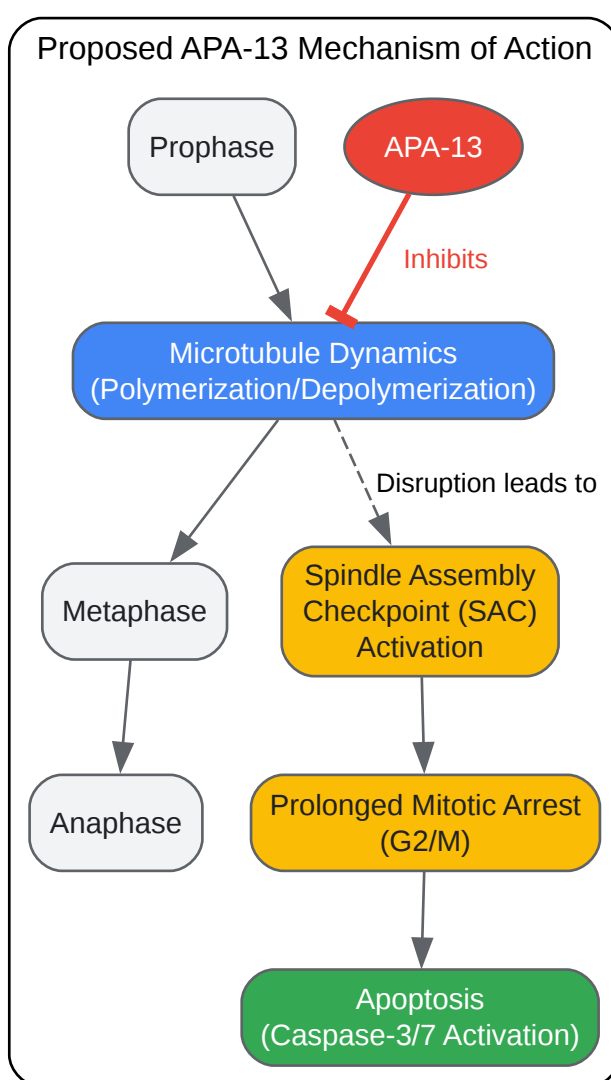 Proposed APA-13 Mechanism of Action
Prophase
APA-13
Inhibits
Microtubule Dynamics
(Polymerization/Depolymerization)
Disruption leads to
Metaphase
Spindle Assembly
Checkpoint (SAC)
Activation
Anaphase
Prolonged Mitotic Arrest
(G2/M)
Apoptosis
(Caspase-3/7 Activation)